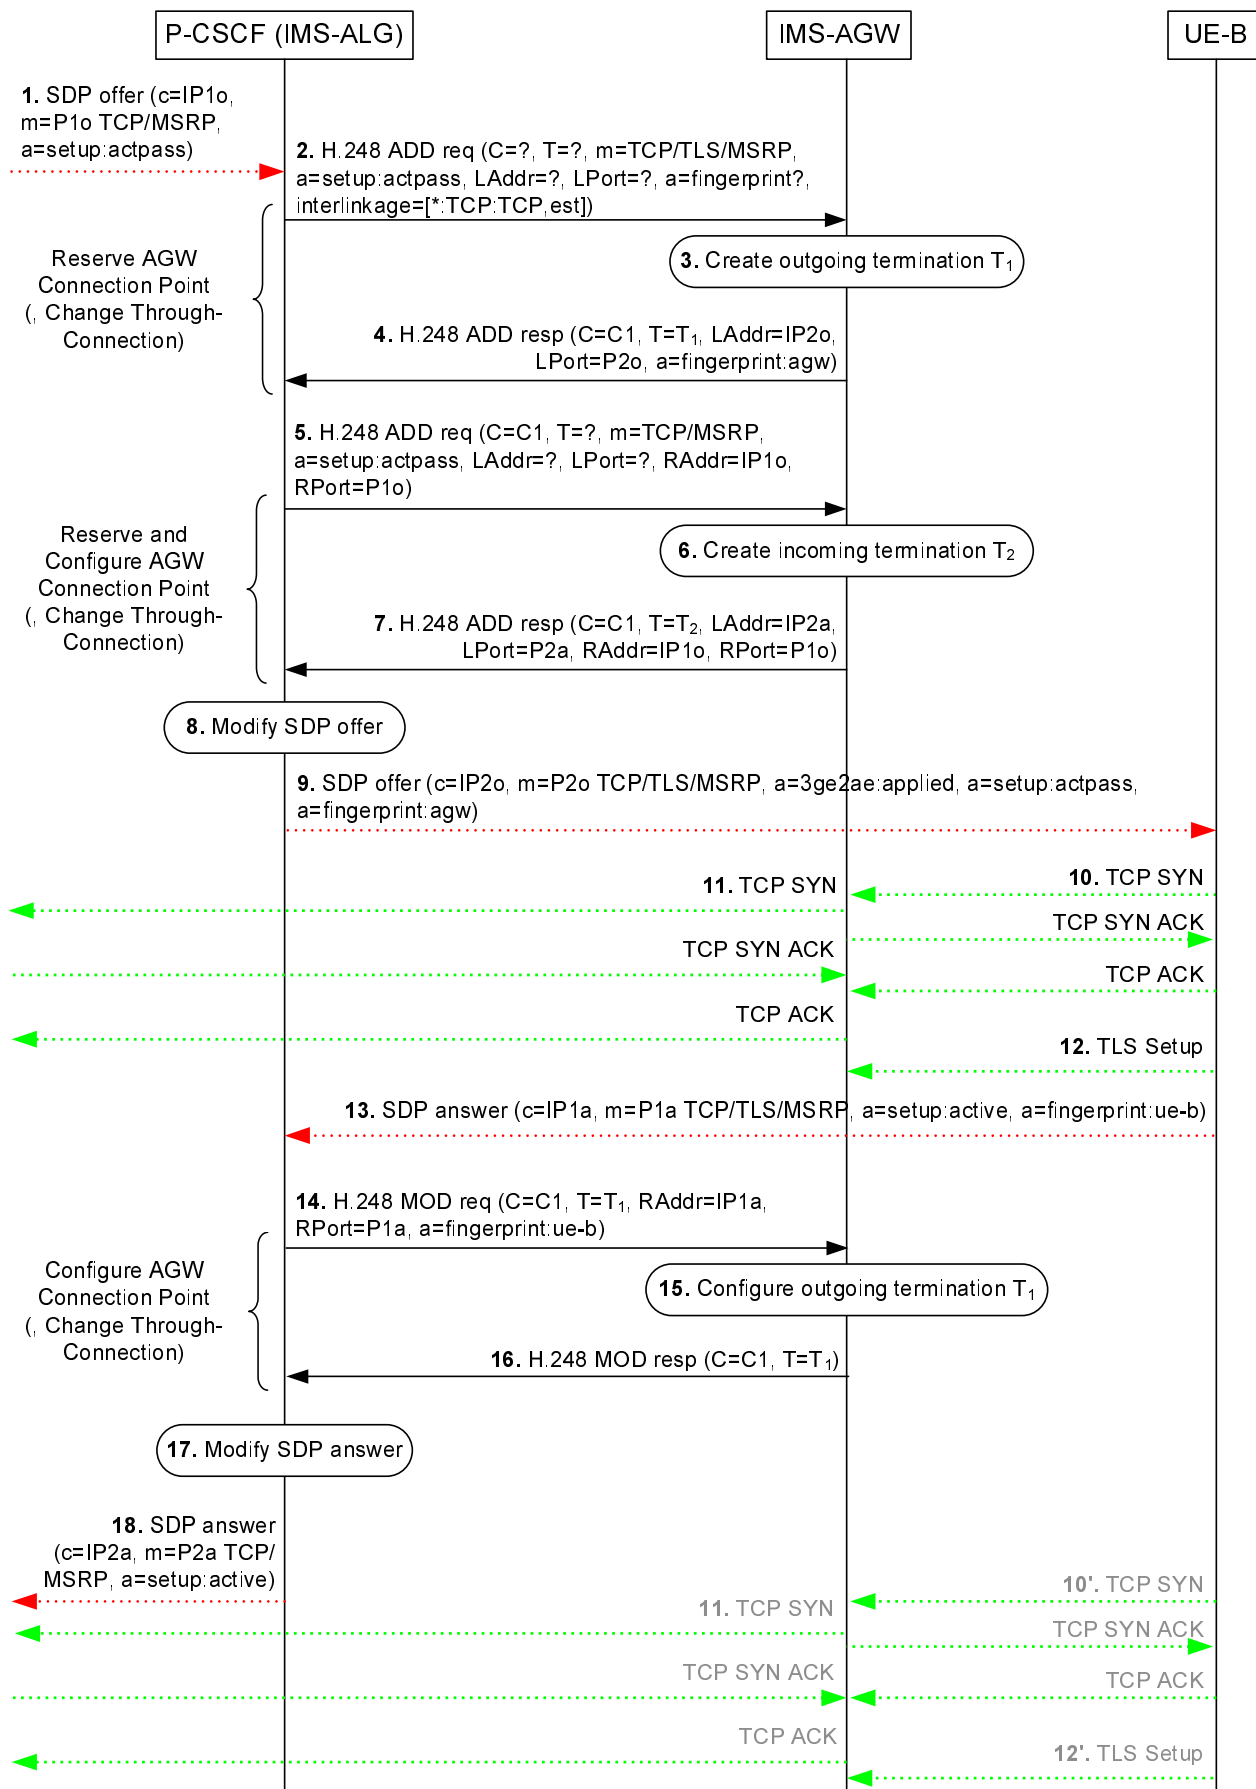 P-CSCF (IMS-ALG)
IMS-AGW
UE-B
1. SDP offer (c=IP1o,
m=P1o TCP/MSRP,
a=setup:actpass)
2. H.248 ADD req (C=?, T=?, m=TCP/TLS/MSRP,
a=setup:actpass, LAddr=?, LPort=?, a=fingerprint?,
interlinkage=[*:TCP:TCP,est])
3. Create outgoing termination T1
Reserve AGW
Connection Point
(, Change Through-
Connection)
4. H.248 ADD resp (C=C1, T=T1, LAddr=IP2o,
LPort=P2o, a=fingerprint:agw)
5. H.248 ADD req (C=C1, T=?, m=TCP/MSRP,
a=setup:actpass, LAddr=?, LPort=?, RAddr=IP1o,
RPort=P1o)
6. Create incoming termination T2
Reserve and
Configure AGW
Connection Point
(, Change Through-
Connection)
7. H.248 ADD resp (C=C1, T=T2, LAddr=IP2a,
LPort=P2a, RAddr=IP1o, RPort=P1o)
8. Modify SDP offer
9. SDP offer (c=IP2o, m=P2o TCP/TLS/MSRP, a=3ge2ae:applied, a=setup:actpass,
a=fingerprint:agw)
10. TCP SYN
11. TCP SYN
TCP SYN ACK
TCP SYN ACK
TCP ACK
TCP ACK
12. TLS Setup
13. SDP answer (c=IP1a, m=P1a TCP/TLS/MSRP, a=setup:active, a=fingerprint:ue-b)
14. H.248 MOD req (C=C1, T=T1, RAddr=IP1a,
RPort=P1a, a=fingerprint:ue-b)
15. Configure outgoing termination T1
Configure AGW
Connection Point
(, Change Through-
Connection)
16. H.248 MOD resp (C=C1, T=T1)
17. Modify SDP answer
18. SDP answer
(c=IP2a, m=P2a TCP/
MSRP, a=setup:active)
10'. TCP SYN
11. TCP SYN
TCP SYN ACK
TCP SYN ACK
TCP ACK
TCP ACK
12'. TLS Setup